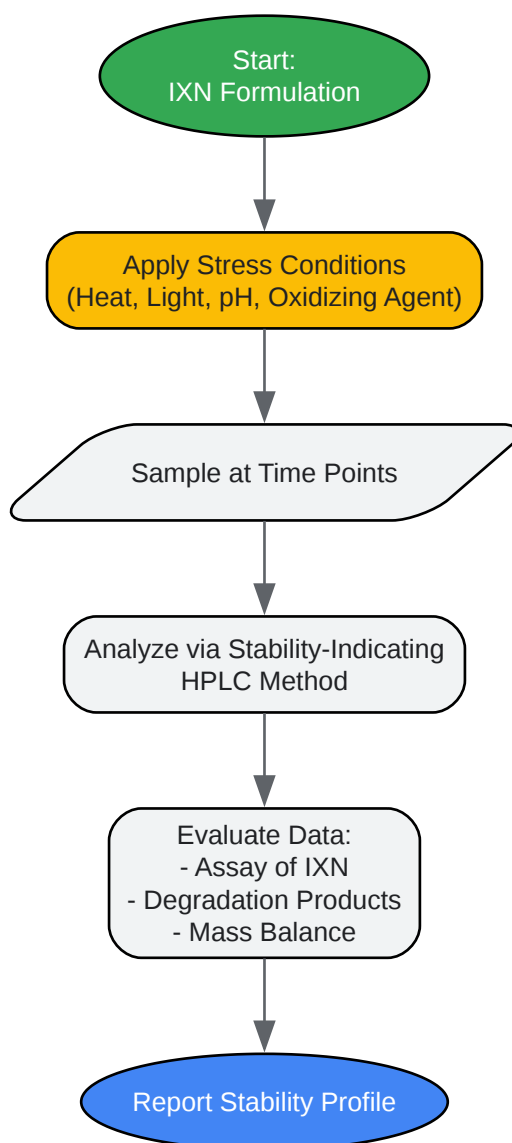 Start:
IXN Formulation
Apply Stress Conditions
(Heat, Light, pH, Oxidizing Agent)
Sample at Time Points
Analyze via Stability-Indicating
HPLC Method
Evaluate Data:
- Assay of IXN
- Degradation Products
- Mass Balance
Report Stability Profile